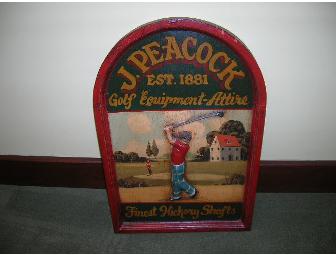 J. PEACOCK
EST. 1881
Golf Equipment-Attire
Finest Hickory Shafts